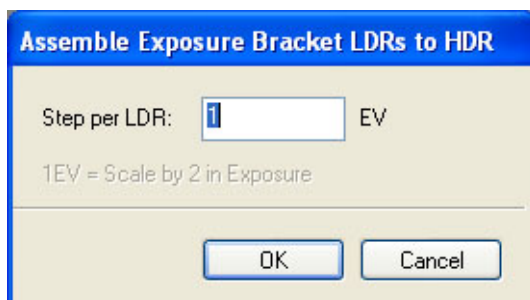 Assemble Exposure Bracket LDRs to HDR
Step per LDR: 1 EV
1EV = Scale by 2 in Exposure
OK Cancel